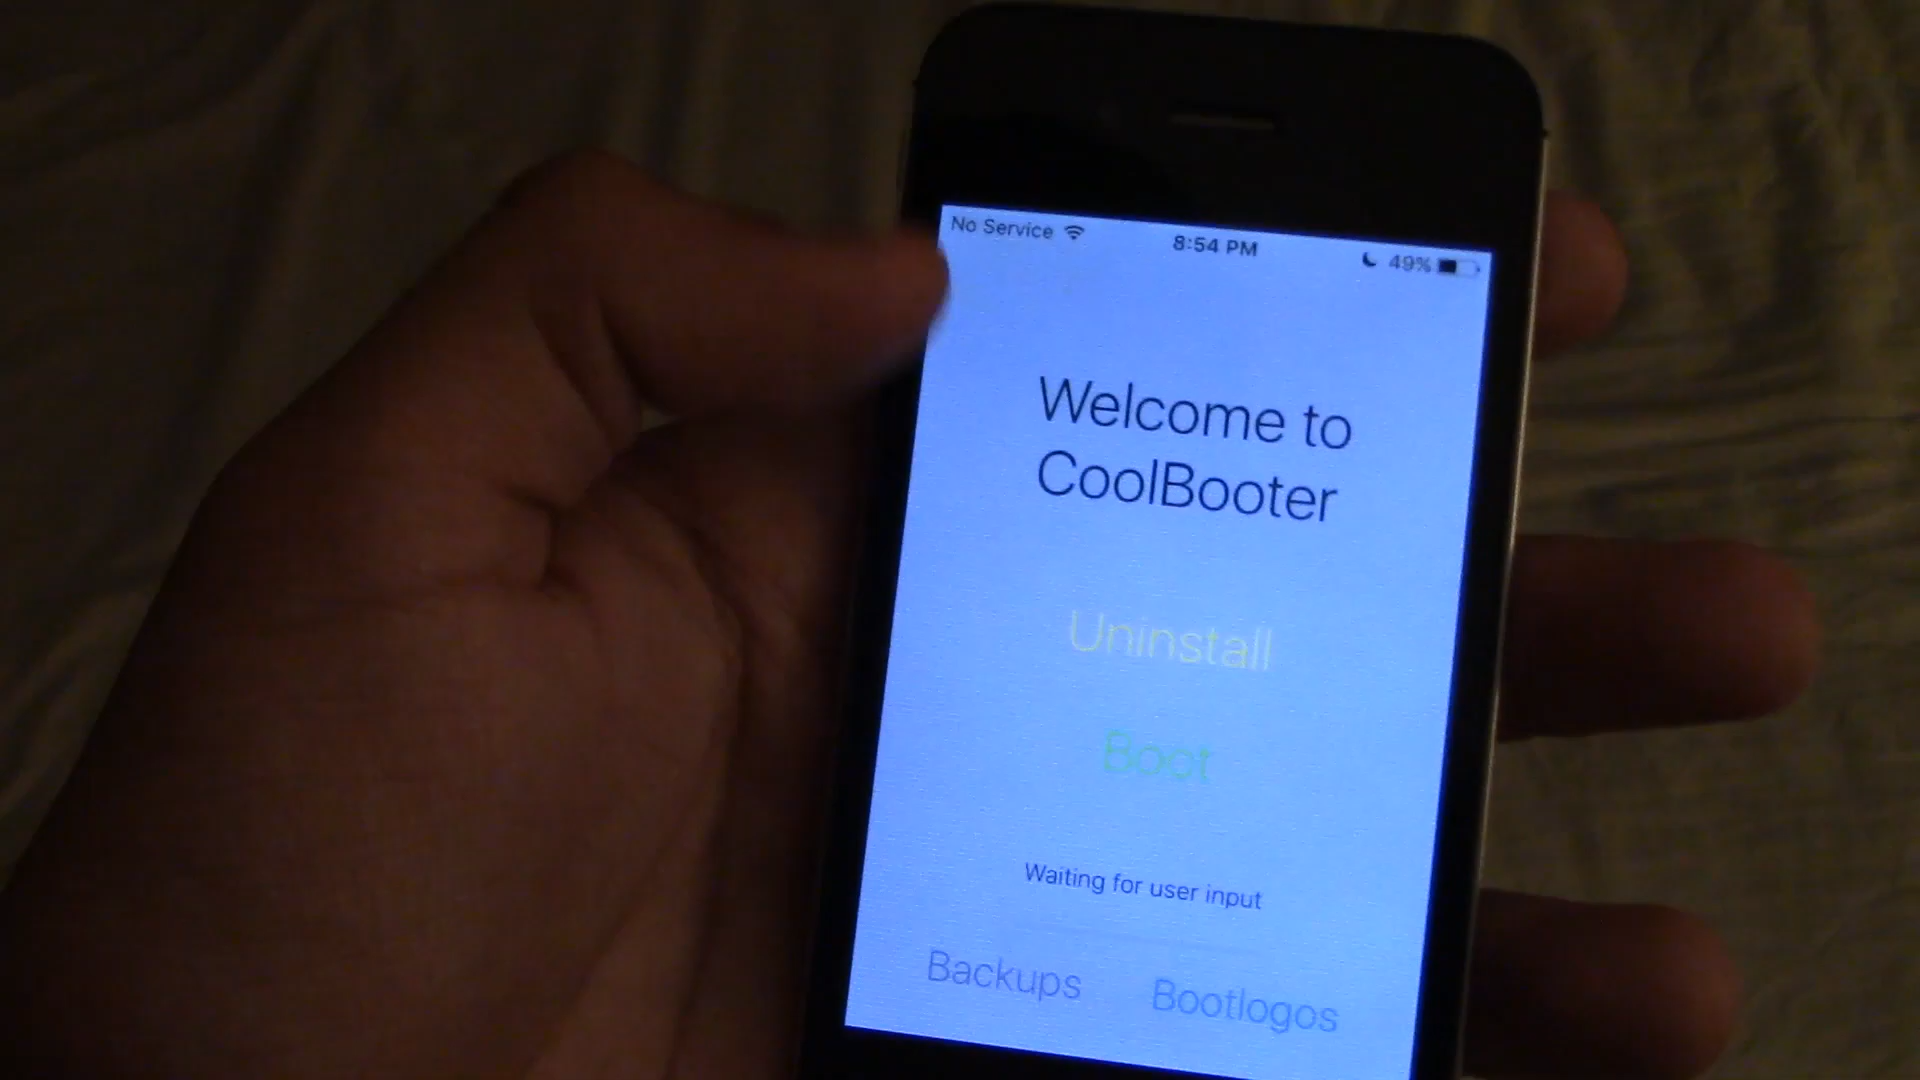 No Service 8:54 PM 49%
Welcome to
CoolBooter
Uninstall
Boot
Waiting for user input
Backups Bootlogos